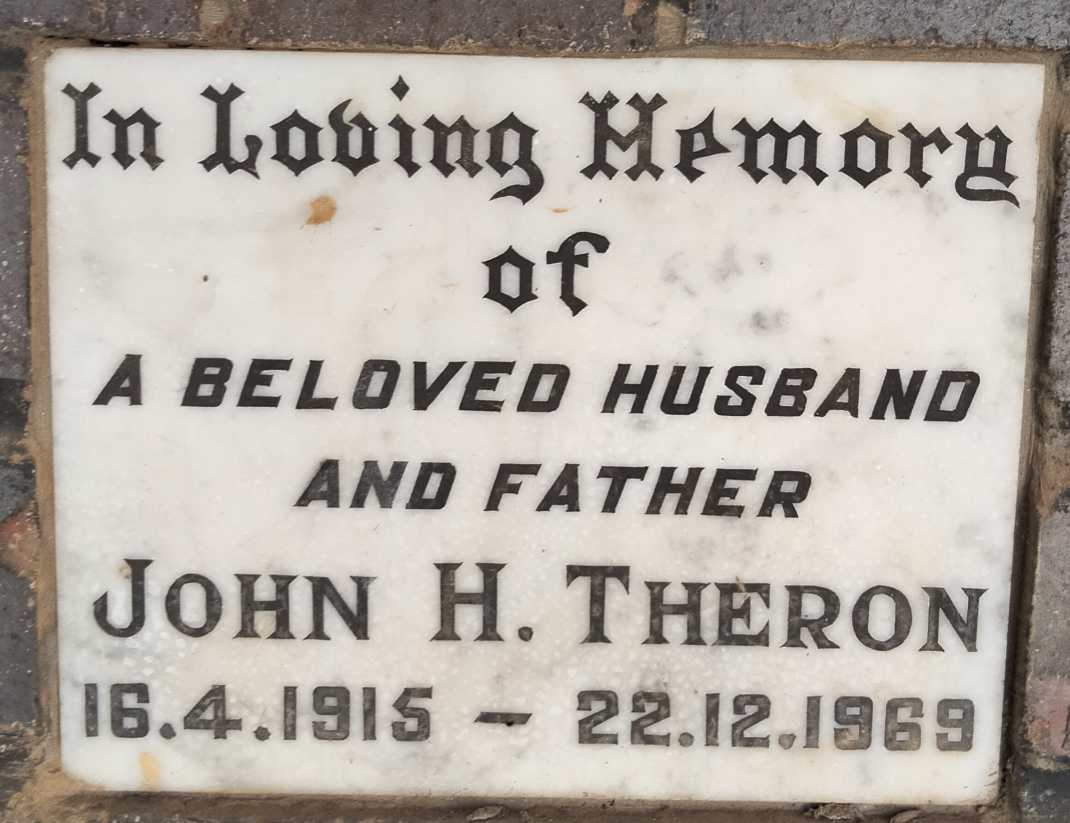 In Loving Memory
of
A BELOVED HUSBAND
AND FATHER
JOHN H. THERON
16.4.1915 – 22.12.1969